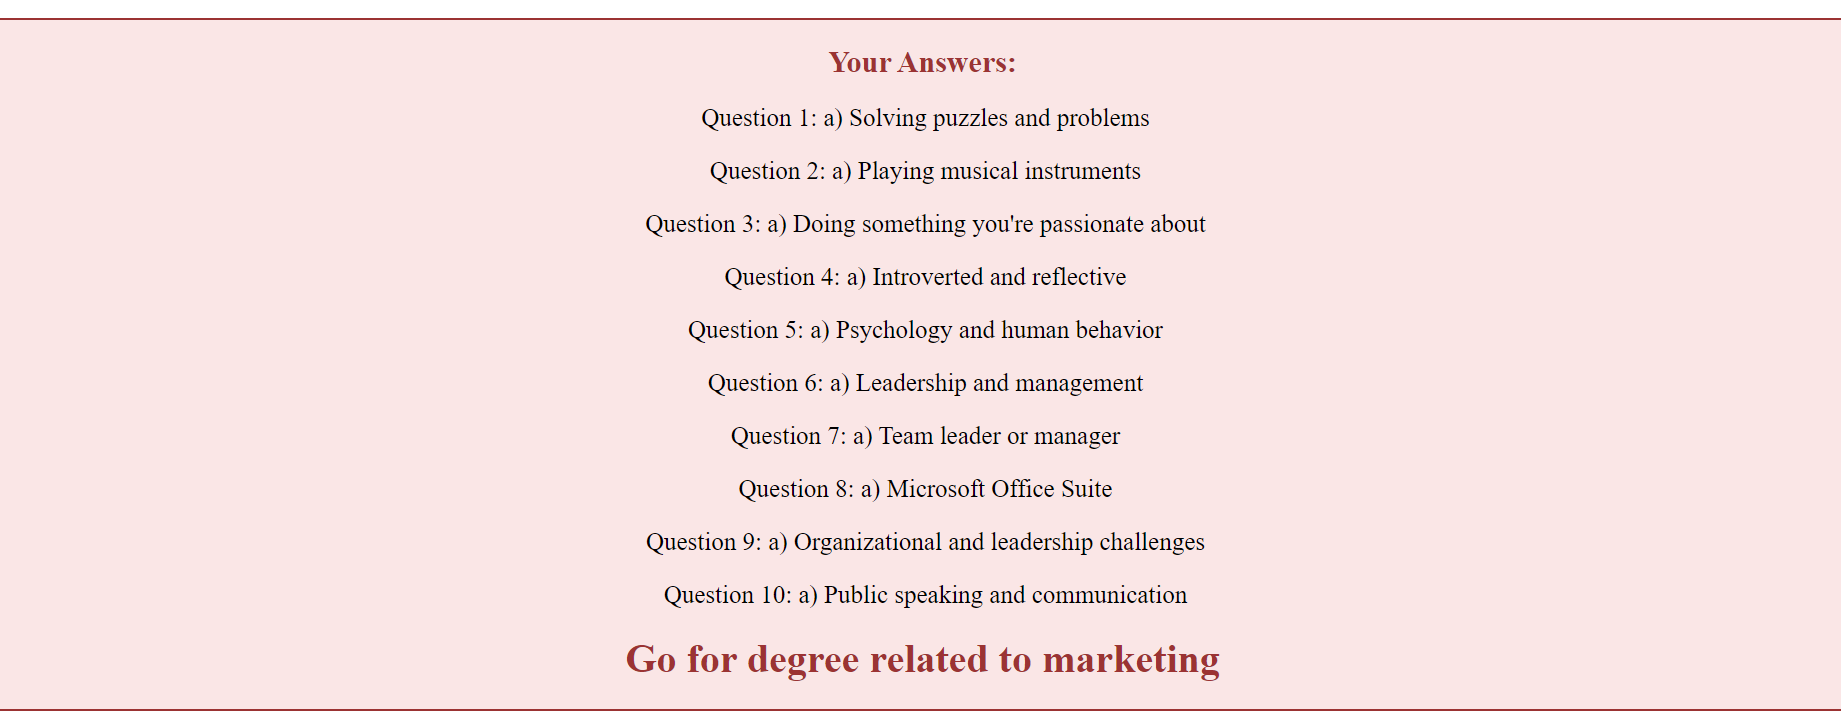 Your Answers:
Question 1: a) Solving puzzles and problems
Question 2: a) Playing musical instruments
Question 3: a) Doing something you're passionate about
Question 4: a) Introverted and reflective
Question 5: a) Psychology and human behavior
Question 6: a) Leadership and management
Question 7: a) Team leader or manager
Question 8: a) Microsoft Office Suite
Question 9: a) Organizational and leadership challenges
Question 10: a) Public speaking and communication
Go for degree related to marketing